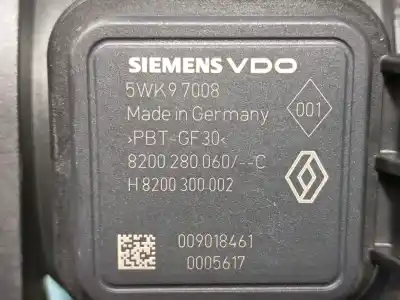 SIEMENS VDO
5WK9 7008
Made in Germany
001
>PBT-GF30<
8200 280 060/--C
H 8200 300 002
009018461
0005617